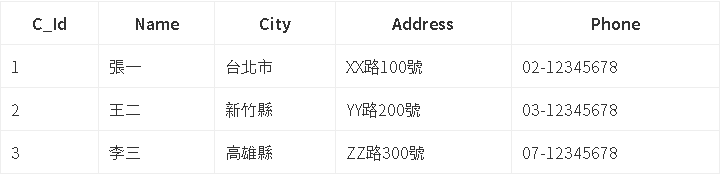 C_Id Name City Address Phone
1 張一 台北市 XX路100號 02-12345678
2 王二 新竹縣 YY路200號 03-12345678
3 李三 高雄縣 ZZ路300號 07-12345678